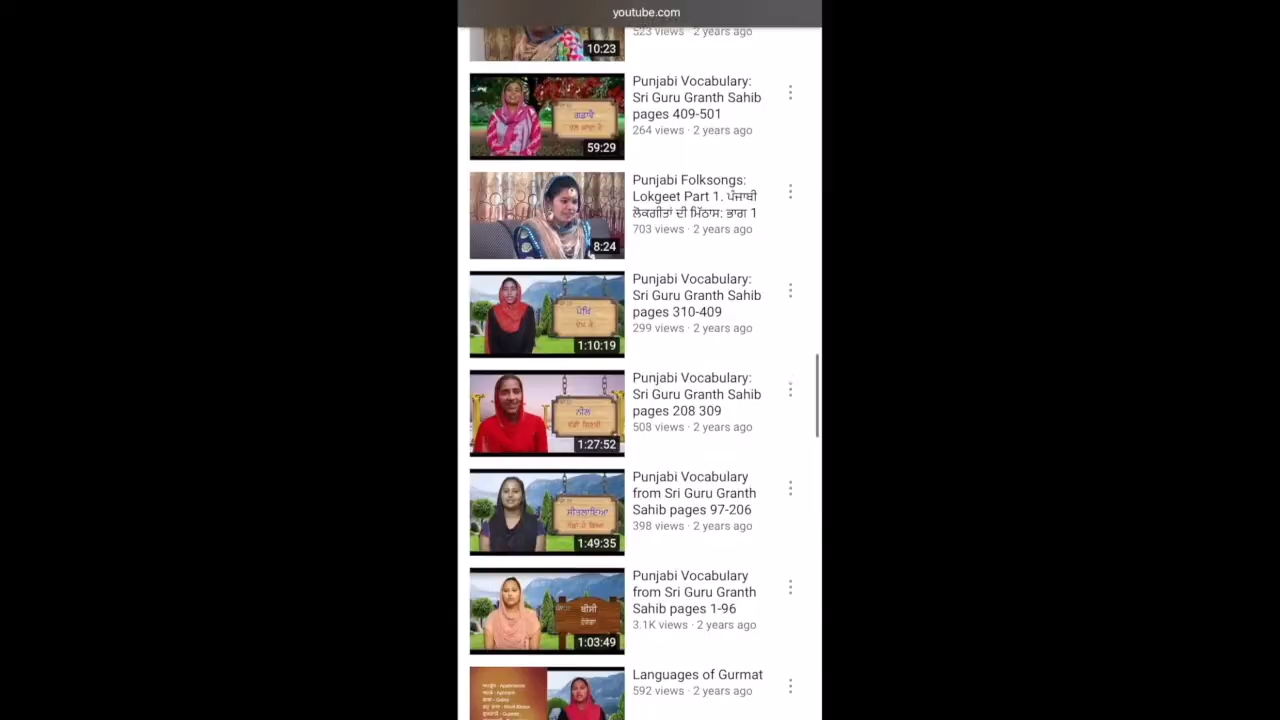 youtube.com
523 views · 2 years ago
10:23
Punjabi Vocabulary:
Sri Guru Granth Sahib
pages 409-501
264 views · 2 years ago
59:29
Punjabi Folksongs:
Lokgeet Part 1. ਪੰਜਾਬੀ
ਲੋਕਗੀਤਾਂ ਦੀ ਮਿੱਠਾਸ: ਭਾਗ 1
703 views · 2 years ago
8:24
Punjabi Vocabulary:
Sri Guru Granth Sahib
pages 310-409
299 views · 2 years ago
ਪੇਖਿ
ਦੇਖ ਕੇ
1:10:19
Punjabi Vocabulary:
Sri Guru Granth Sahib
pages 208 309
508 views · 2 years ago
ਨੀਲ
1:27:52
Punjabi Vocabulary
from Sri Guru Granth
Sahib pages 97-206
398 views · 2 years ago
ਸੀਤਲਾਇਆ
1:49:35
Punjabi Vocabulary
from Sri Guru Granth
Sahib pages 1-96
3.1K views · 2 years ago
1:03:49
Languages of Gurmat
592 views · 2 years ago